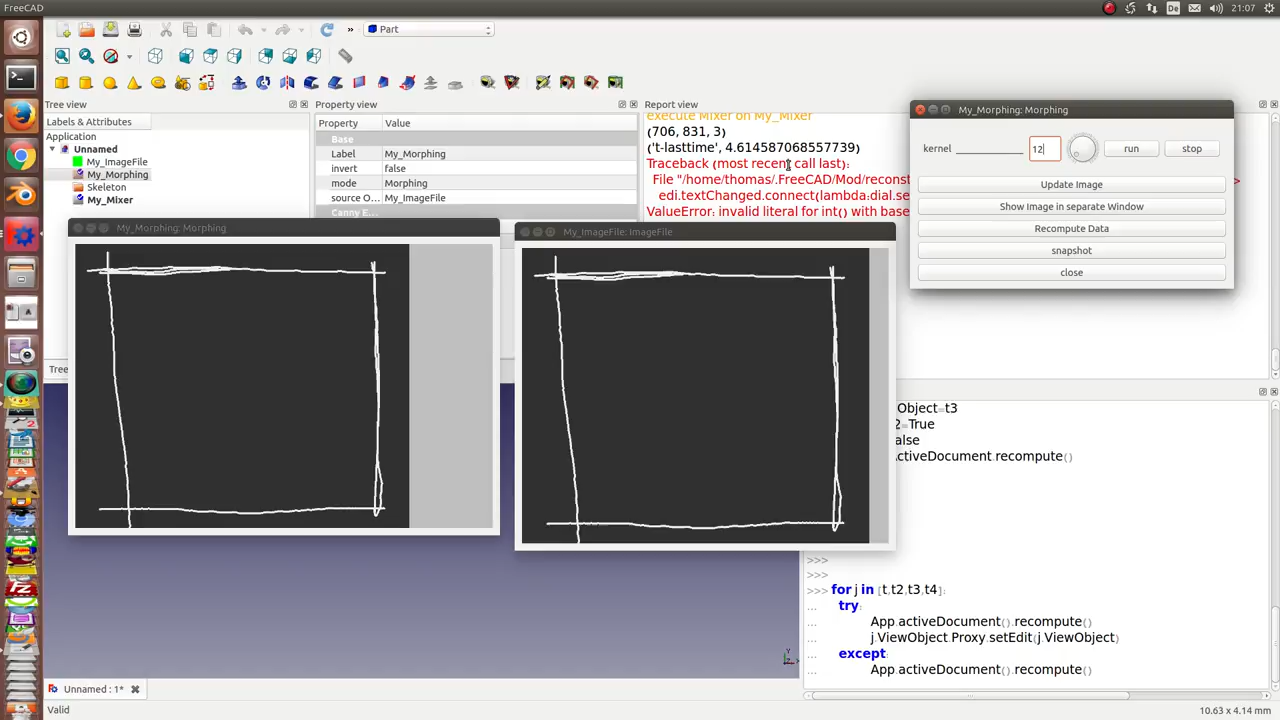 FreeCAD
De
21:07
»
Part
Tree view
Property view
Report view
Labels & Attributes
Application
Unnamed
My_ImageFile
My_Morphing
Skeleton
My_Mixer
Property
Value
Base
Label
My_Morphing
invert
false
mode
Morphing
source O...
My_ImageFile
Canny E...
execute Mixer on My_Mixer
(706, 831, 3)
('t-lasttime', 4.614587068557739)
Traceback (most recent call last):
File "/home/thomas/.FreeCAD/Mod/reconst
edi.textChanged.connect(lambda:dial.se
ValueError: invalid literal for int() with base
>
My_Morphing: Morphing
kernel
12
run
stop
Update Image
Show Image in separate Window
Recompute Data
snapshot
close
My_Morphing: Morphing
My_ImageFile: ImageFile
Tree
Object=t3
2=True
alse
ActiveDocument.recompute()
>>>
>>>
>>> for j in [t,t2,t3,t4]:
... try:
... App.activeDocument().recompute()
... j.ViewObject.Proxy.setEdit(j.ViewObject)
... except:
... App.activeDocument().recompute()
Unnamed : 1*
Valid
10.63 x 4.14 mm